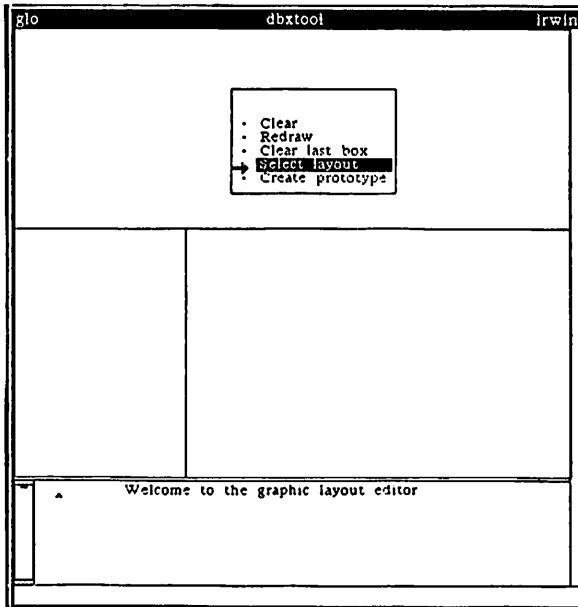 glo dbxtool irwin
· Clear
· Redraw
· Clear last box
Select layout
· Create prototype
Welcome to the graphic layout editor